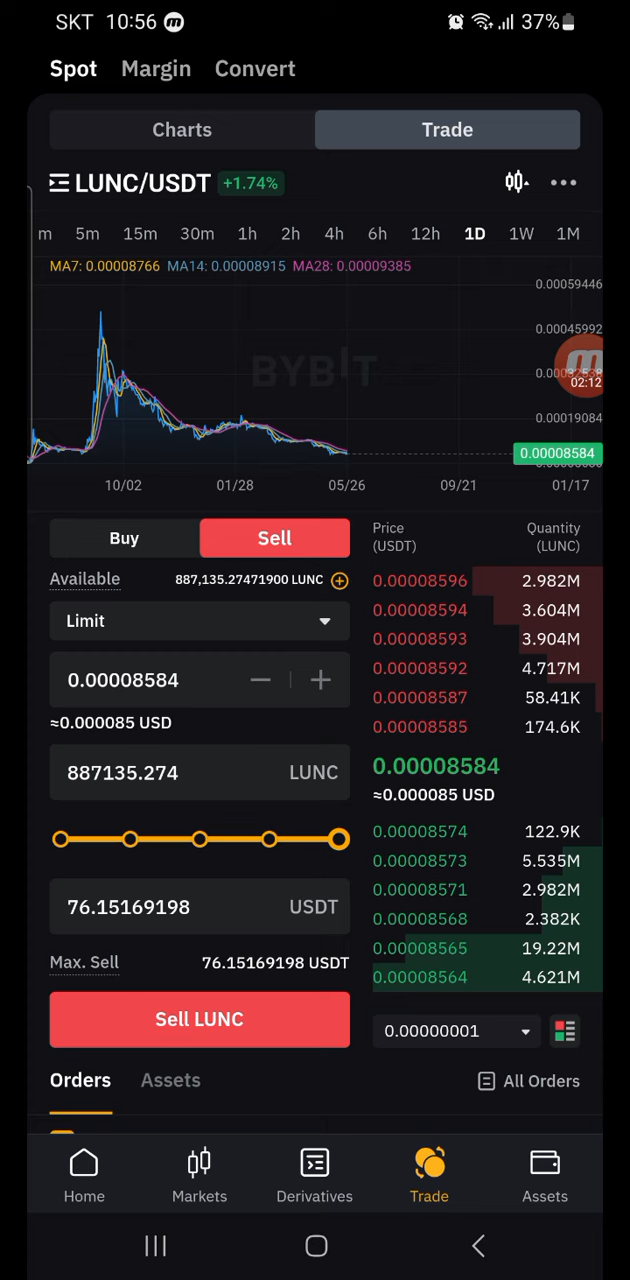 SKT 10:56 m 37%
Spot Margin Convert
Charts Trade
LUNC/USDT +1.74%
m 5m 15m 30m 1h 2h 4h 6h 12h 1D 1W 1M
MA7: 0.00008766 MA14: 0.00008915 MA28: 0.00009385
0.00059446
0.00045992
BYBIT
m
02:12
0.00019084
0.00008584
10/02 01/28 05/26 09/21 01/17
Buy Sell
Available 887,135.27471900 LUNC
Limit
0.00008584
≈0.000085 USD
887135.274 LUNC
76.15169198 USDT
Max. Sell 76.15169198 USDT
Sell LUNC
Price Quantity
(USDT) (LUNC)
0.00008596 2.982M
0.00008594 3.604M
0.00008593 3.904M
0.00008592 4.717M
0.00008587 58.41K
0.00008585 174.6K
0.00008584
≈0.000085 USD
0.00008574 122.9K
0.00008573 5.535M
0.00008571 2.982M
0.00008568 2.382K
0.00008565 19.22M
0.00008564 4.621M
0.00000001
Orders Assets All Orders
Home Markets Derivatives Trade Assets